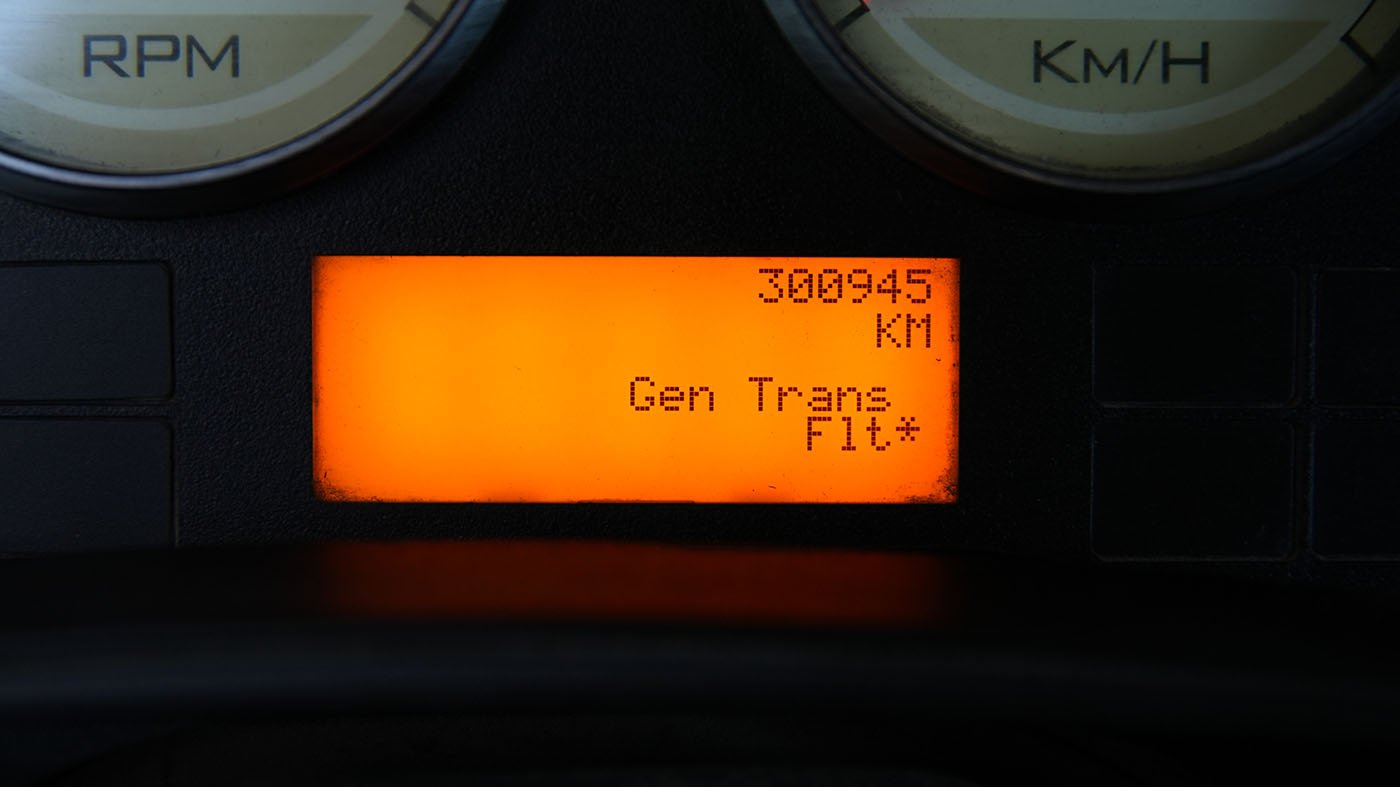 RPM
KM/H
300945
KM
Gen Trans
Flt*